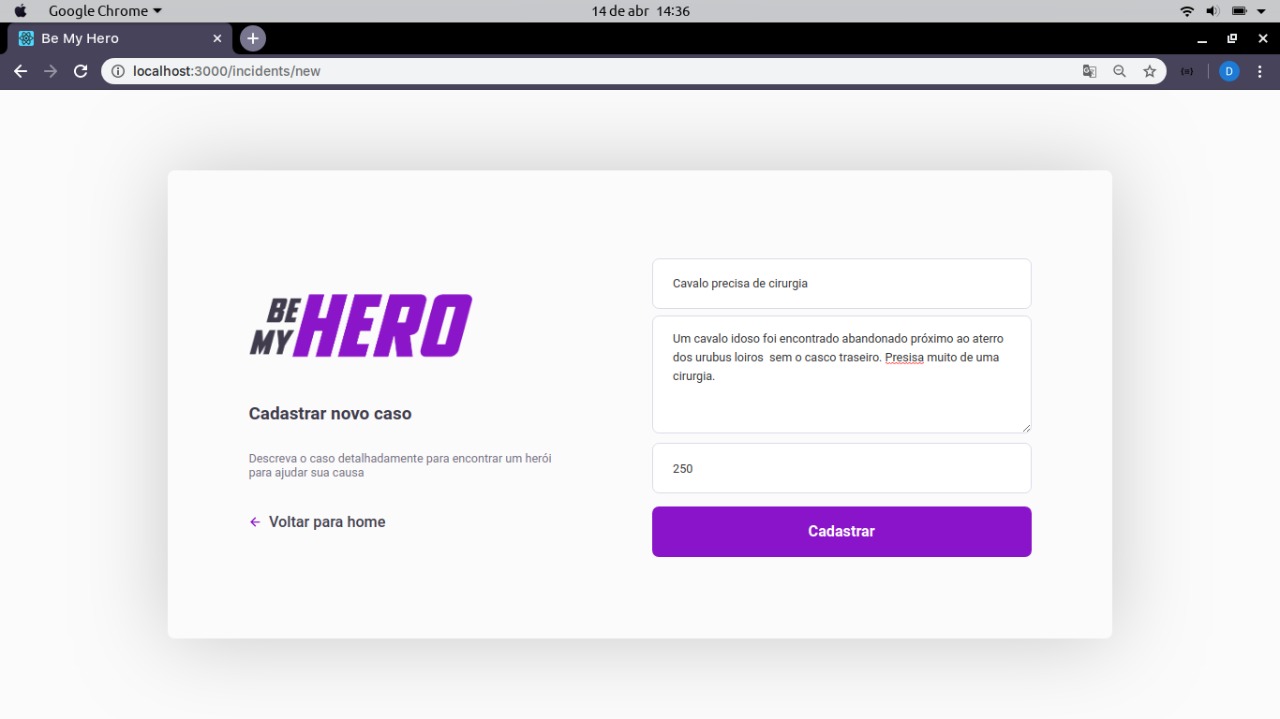 Google Chrome
14 de abr 14:36
Be My Hero
localhost:3000/incidents/new
D
BE
MY HERO
Cadastrar novo caso
Descreva o caso detalhadamente para encontrar um herói
para ajudar sua causa
Voltar para home
Cavalo precisa de cirurgia
Um cavalo idoso foi encontrado abandonado próximo ao aterro
dos urubus loiros  sem o casco traseiro. Presisa muito de uma
cirurgia.
250
Cadastrar